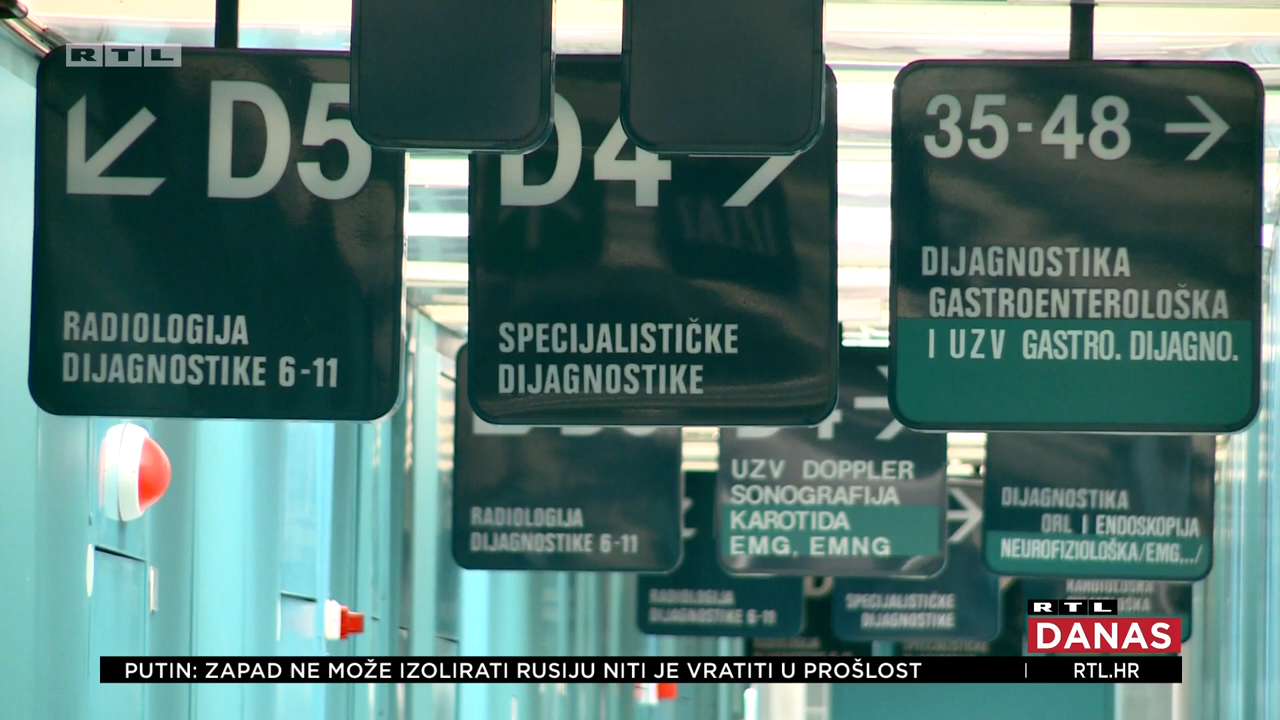 RTL
D5
RADIOLOGIJA
DIJAGNOSTIKE 6-11
D4
SPECIJALISTIČKE
DIJAGNOSTIKE
35-48
DIJAGNOSTIKA
GASTROENTEROLOŠKA
I UZV GASTRO. DIJAGNO.
RADIOLOGIJA
DIJAGNOSTIKE 6-11
UZV DOPPLER
SONOGRAFIJA
KAROTIDA
EMG, EMNG
DIJAGNOSTIKA
ORL I ENDOSKOPIJA
NEUROFIZIOLOŠKA/EMG,../
RADIOLOGIJA
DIJAGNOSTIKE 6-11
SPECIJALISTIČKE
DIJAGNOSTIKE
RTL
DANAS
PUTIN: ZAPAD NE MOŽE IZOLIRATI RUSIJU NITI JE VRATITI U PROŠLOST
RTL.HR